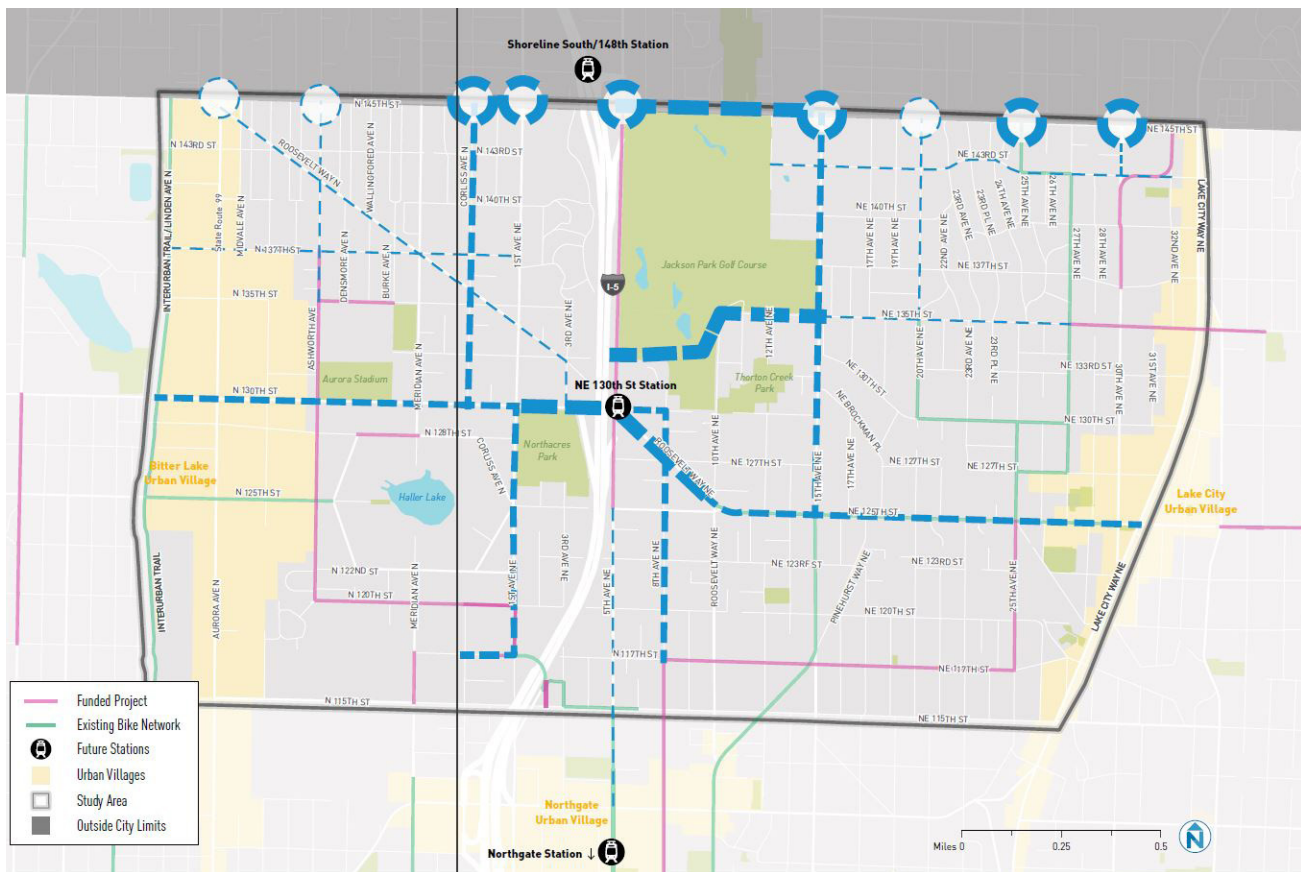 Shoreline South/148th Station
N 145TH ST
NE 145TH ST
N 143RD ST
ROOSEVELT WAY N
WALLINGFORED AVE N
CORLISS AVE N
N 143RD ST
NE 143RD ST
INTERURBAN TRAIL/ LINDEN AVE N
State Route 99
MIDVALE AVE N
N 140TH ST
1ST AVE NE
NE 140TH ST
17TH AVE NE
19TH AVE NE
22ND AVE NE
23RD AVE NE
23RD PL NE
24TH AVE NE
25TH AVE NE
26TH AVE NE
27TH AVE NE
28TH AVE NE
32ND AVE NE
LAKE CITY WAY NE
N 137TH ST
DENSMORE AVE N
BURKE AVE N
I-5
Jackson Park Golf Course
NE 137TH ST
N 135TH ST
ASHWORTH AVE
MERIDIAN AVE N
3RD AVE NE
12TH AVE NE
NE 135TH ST
20TH AVE NE
23RD AVE NE
23RD PL NE
NE 133RD ST
30TH AVE NE
31ST AVE NE
Aurora Stadium
N 130TH ST
NE 130th St Station
Thorton Creek
Park
NE 130TH ST
NE BROCKMAN PL
NE 130TH ST
N 128TH ST
CORLISS AVE N
Northacres
Park
ROOSEVELT WAY NE
10TH AVE NE
NE 127TH ST
15TH AVE NE
17TH AVE NE
NE 127TH ST
NE 127TH ST
Bitter Lake
Urban Village
N 125TH ST
Haller Lake
NE 125TH ST
Lake City
Urban Village
INTERURBAN TRAIL
AURORA AVE N
N 122ND ST
N 120TH ST
MERIDIAN AVE N
1ST AVE NE
3RD AVE NE
5TH AVE NE
8TH AVE NE
ROOSEVELT WAY NE
NE 123RF ST
PINEHURST WAY NE
NE 123RD ST
NE 120TH ST
25TH AVE NE
LAKE CITY WAY NE
N 117TH ST
NE 117TH ST
N 115TH ST
NE 115TH ST
Funded Project
Existing Bike Network
Future Stations
Urban Villages
Study Area
Outside City Limits
Northgate
Urban Village
Northgate Station ↓
Miles 0
0.25
0.5
N